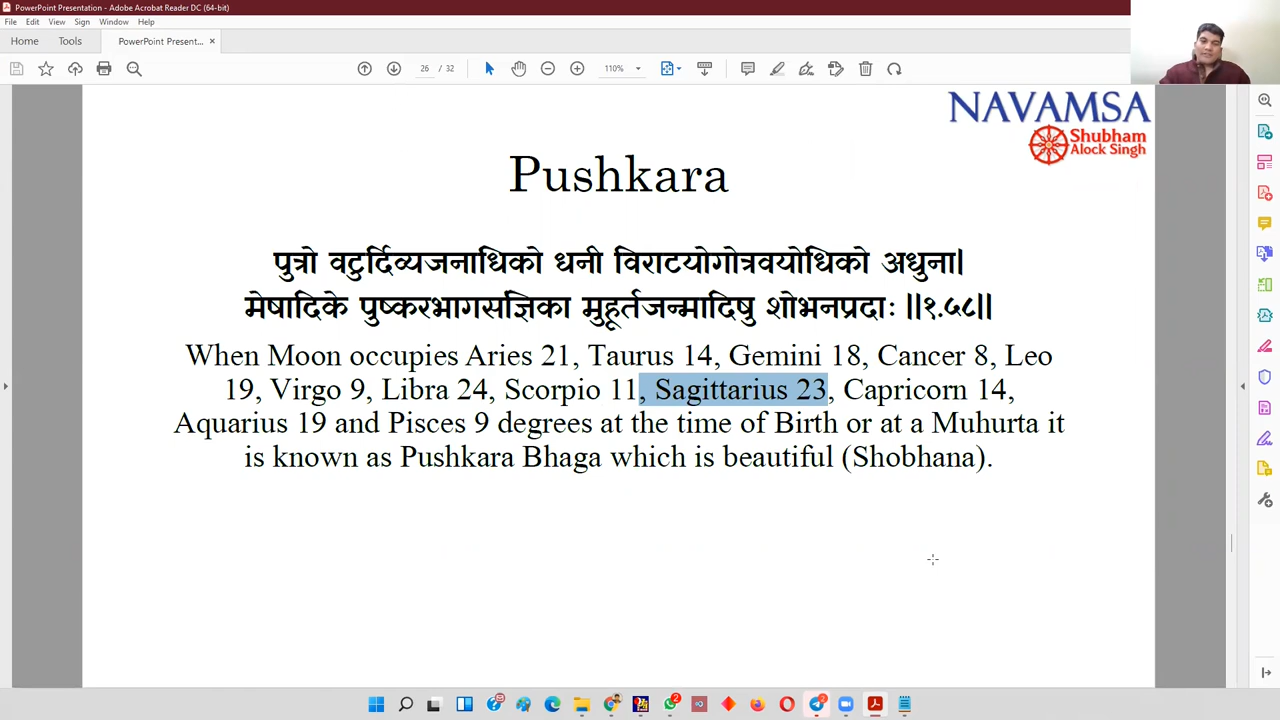 PowerPoint Presentation - Adobe Acrobat Reader DC (64-bit)
File Edit View Sign Window Help
Home Tools PowerPoint Present... ×
26 / 32 110%
NAVAMSA
Shubham
Alock Singh
Pushkara
पुत्रो वटुर्दिव्यजनाधिको धनी विराटयोगोत्रवयोधिको अधुना।
मेषादिके पुष्करभागसंज्ञिका मुहूर्तजन्मादिषु शोभनप्रदाः ॥१.५८॥
When Moon occupies Aries 21, Taurus 14, Gemini 18, Cancer 8, Leo
19, Virgo 9, Libra 24, Scorpio 11, Sagittarius 23, Capricorn 14,
Aquarius 19 and Pisces 9 degrees at the time of Birth or at a Muhurta it
is known as Pushkara Bhaga which is beautiful (Shobhana).